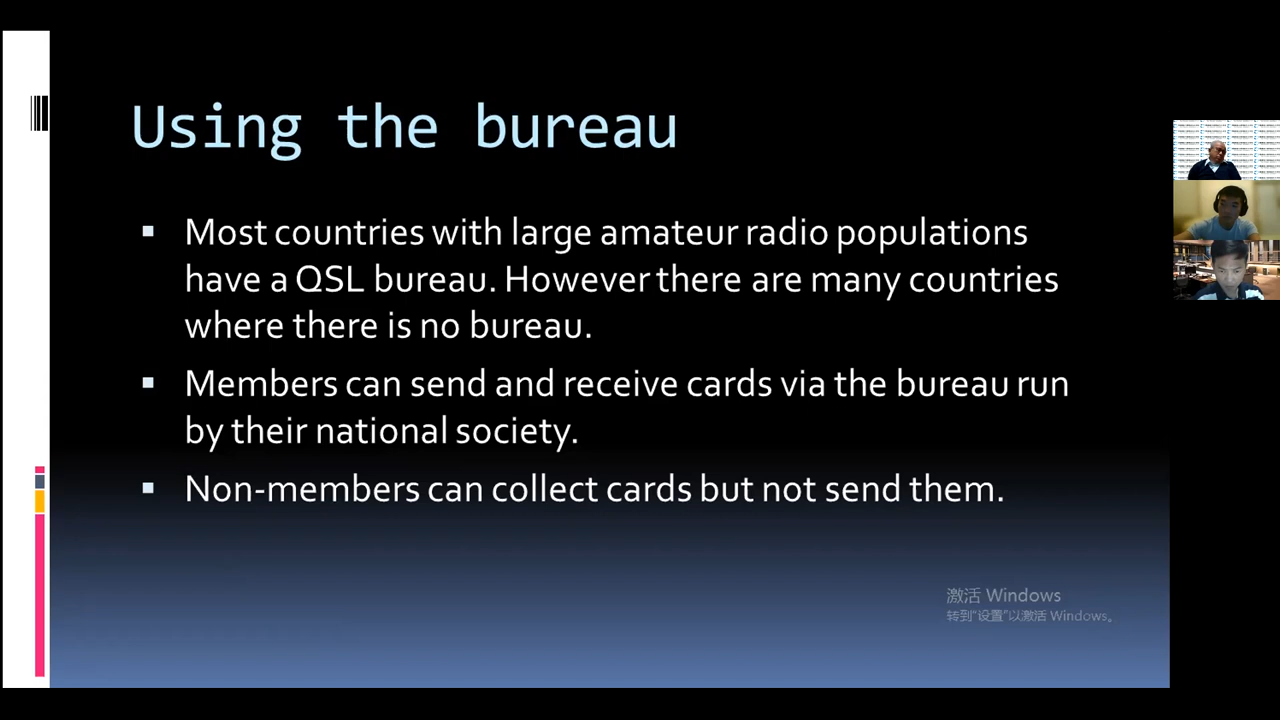 Using the bureau
Most countries with large amateur radio populations
have a QSL bureau. However there are many countries
where there is no bureau.
Members can send and receive cards via the bureau run
by their national society.
Non-members can collect cards but not send them.
激活 Windows
转到“设置”以激活 Windows。